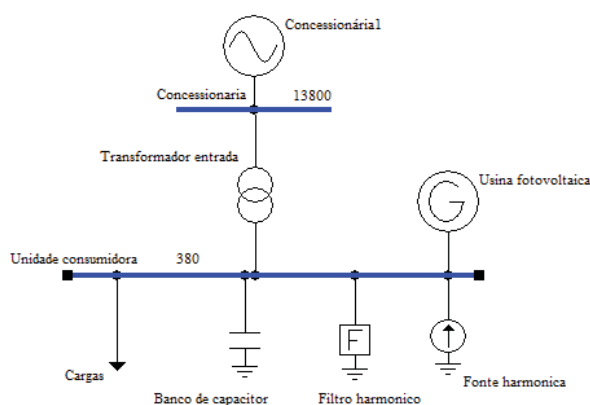 Concessionária1
Concessionaria 13800
Transformador entrada
Usina fotovoltaica
Unidade consumidora 380
G
F
Cargas
Banco de capacitor
Filtro harmonico
Fonte harmonica